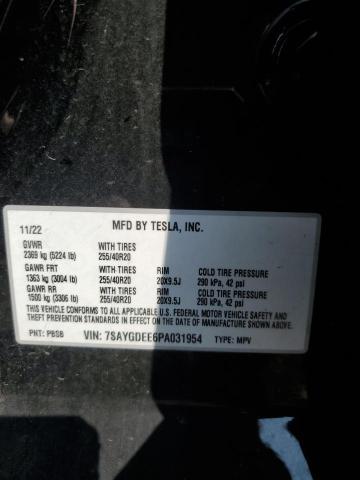 11/22 MFD BY TESLA, INC.
GVWR WITH TIRES
2369 kg (5224 lb) 255/40R20
GAWR FRT WITH TIRES RIM COLD TIRE PRESSURE
1363 kg (3004 lb) 255/40R20 20X9.5J 290 kPa, 42 psi
GAWR RR WITH TIRES RIM COLD TIRE PRESSURE
1500 kg (3306 lb) 255/40R20 20X9.5J 290 kPa, 42 psi
THIS VEHICLE CONFORMS TO ALL APPLICABLE U.S. FEDERAL MOTOR VEHICLE SAFETY AND
THEFT PREVENTION STANDARDS IN EFFECT ON THE DATE OF MANUFACTURE SHOWN ABOVE.
PNT: PBSB VIN: 7SAYGDEE6PA031954 TYPE: MPV